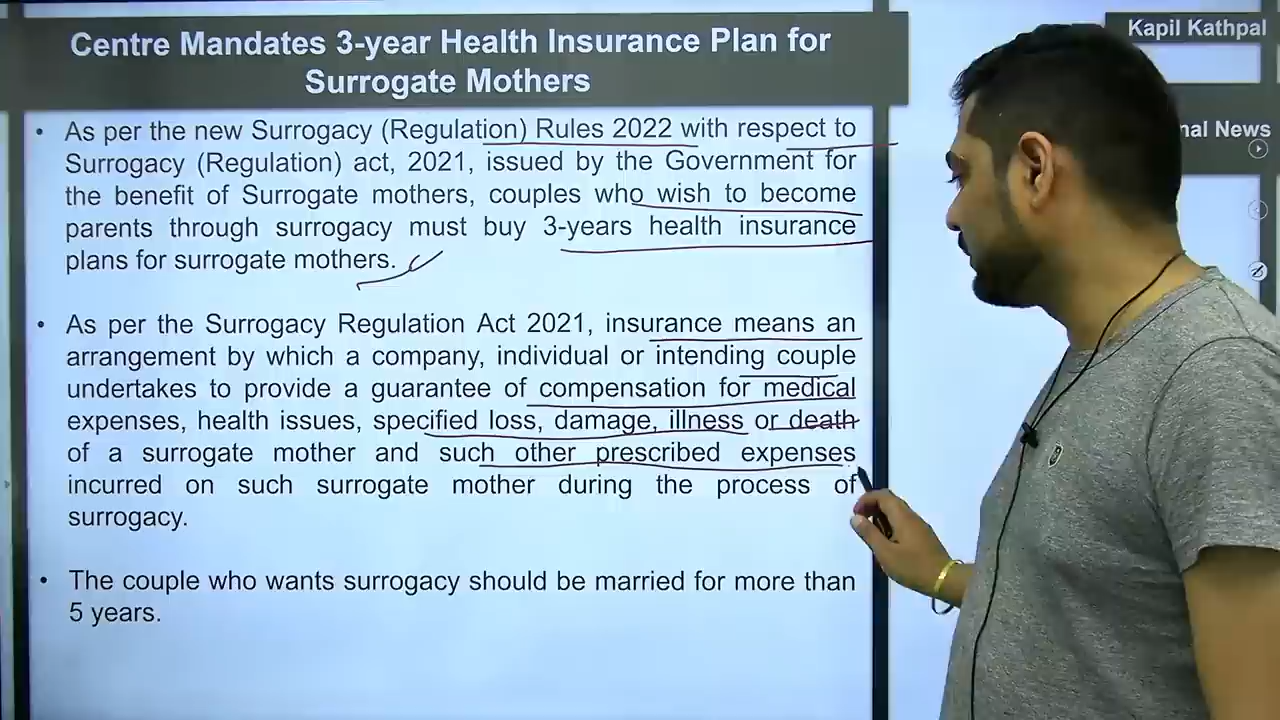 Centre Mandates 3-year Health Insurance Plan for
Surrogate Mothers
Kapil Kathpal
nal News
• As per the new Surrogacy (Regulation) Rules 2022 with respect to
Surrogacy (Regulation) act, 2021, issued by the Government for
the benefit of Surrogate mothers, couples who wish to become
parents through surrogacy must buy 3-years health insurance
plans for surrogate mothers.
• As per the Surrogacy Regulation Act 2021, insurance means an
arrangement by which a company, individual or intending couple
undertakes to provide a guarantee of compensation for medical
expenses, health issues, specified loss, damage, illness or death
of a surrogate mother and such other prescribed expenses
incurred on such surrogate mother during the process of
surrogacy.
• The couple who wants surrogacy should be married for more than
5 years.